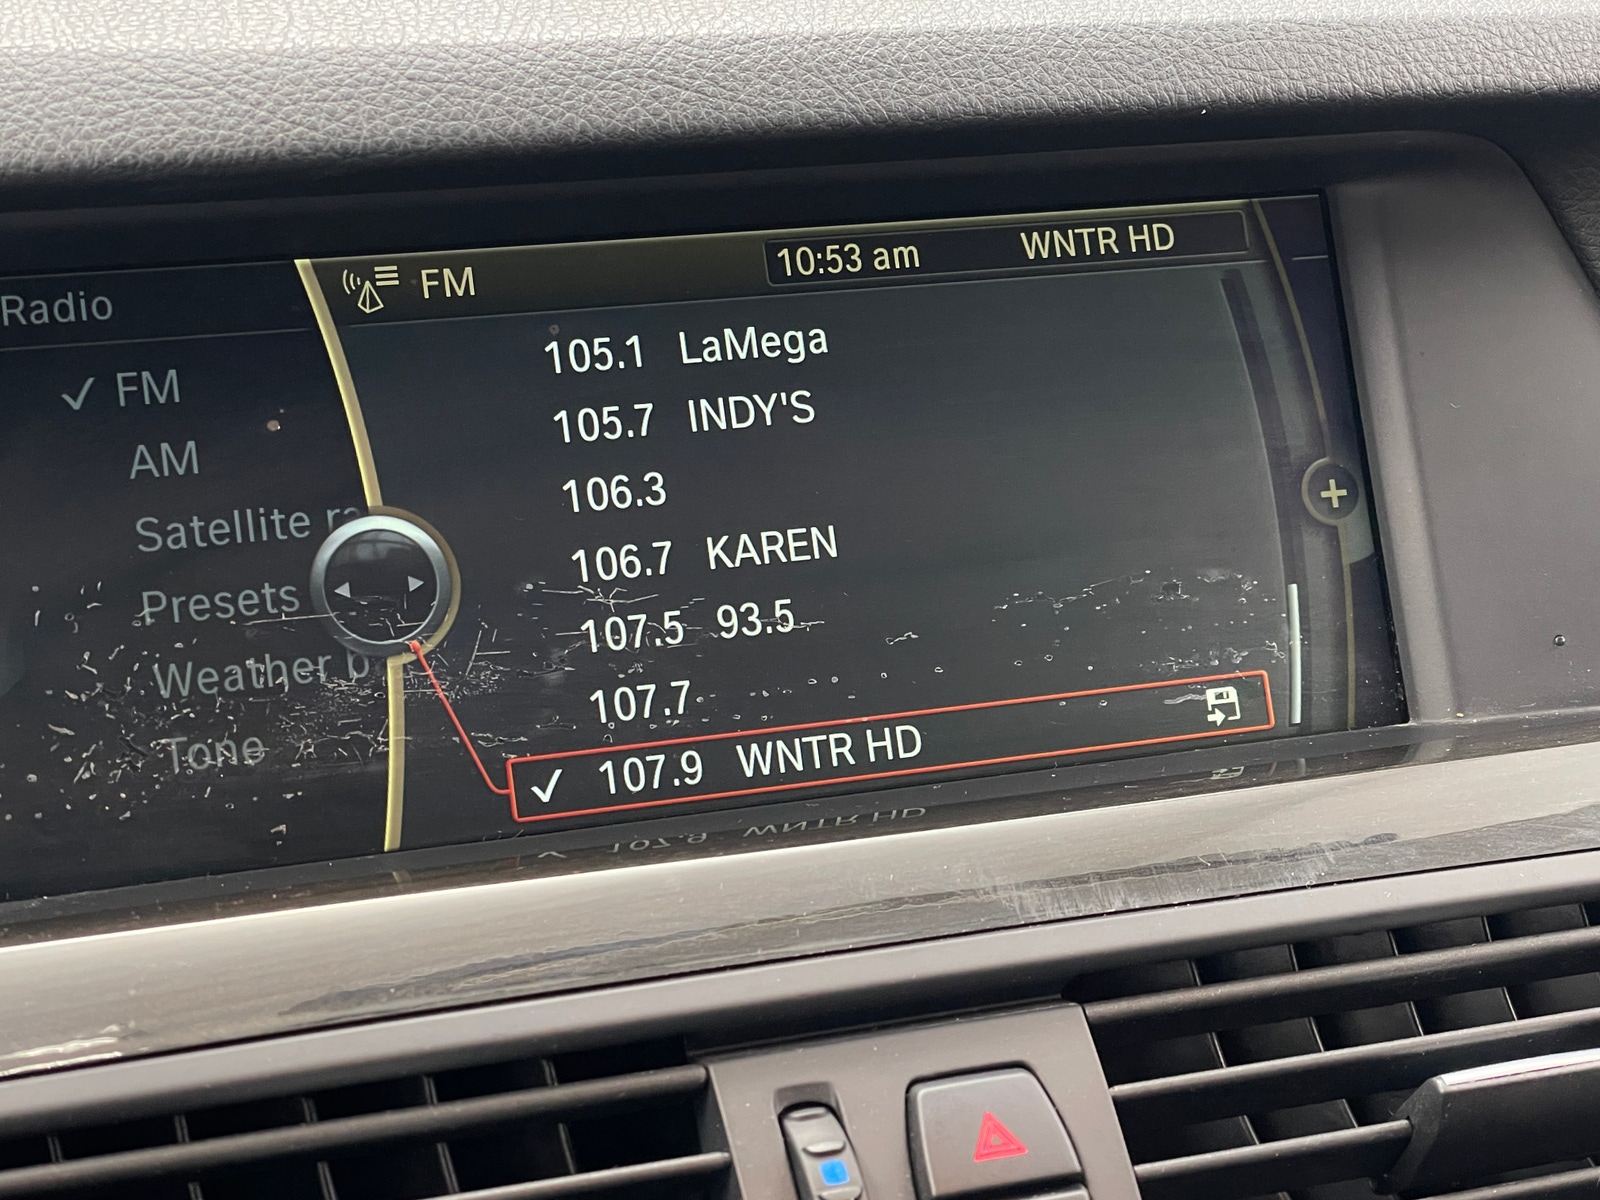 Radio
FM
AM
Satellite ra
Presets
Weather b
Tone
FM
10:53 am
WNTR HD
105.1 LaMega
105.7 INDY'S
106.3
106.7 KAREN
107.5 93.5
107.7
107.9 WNTR HD